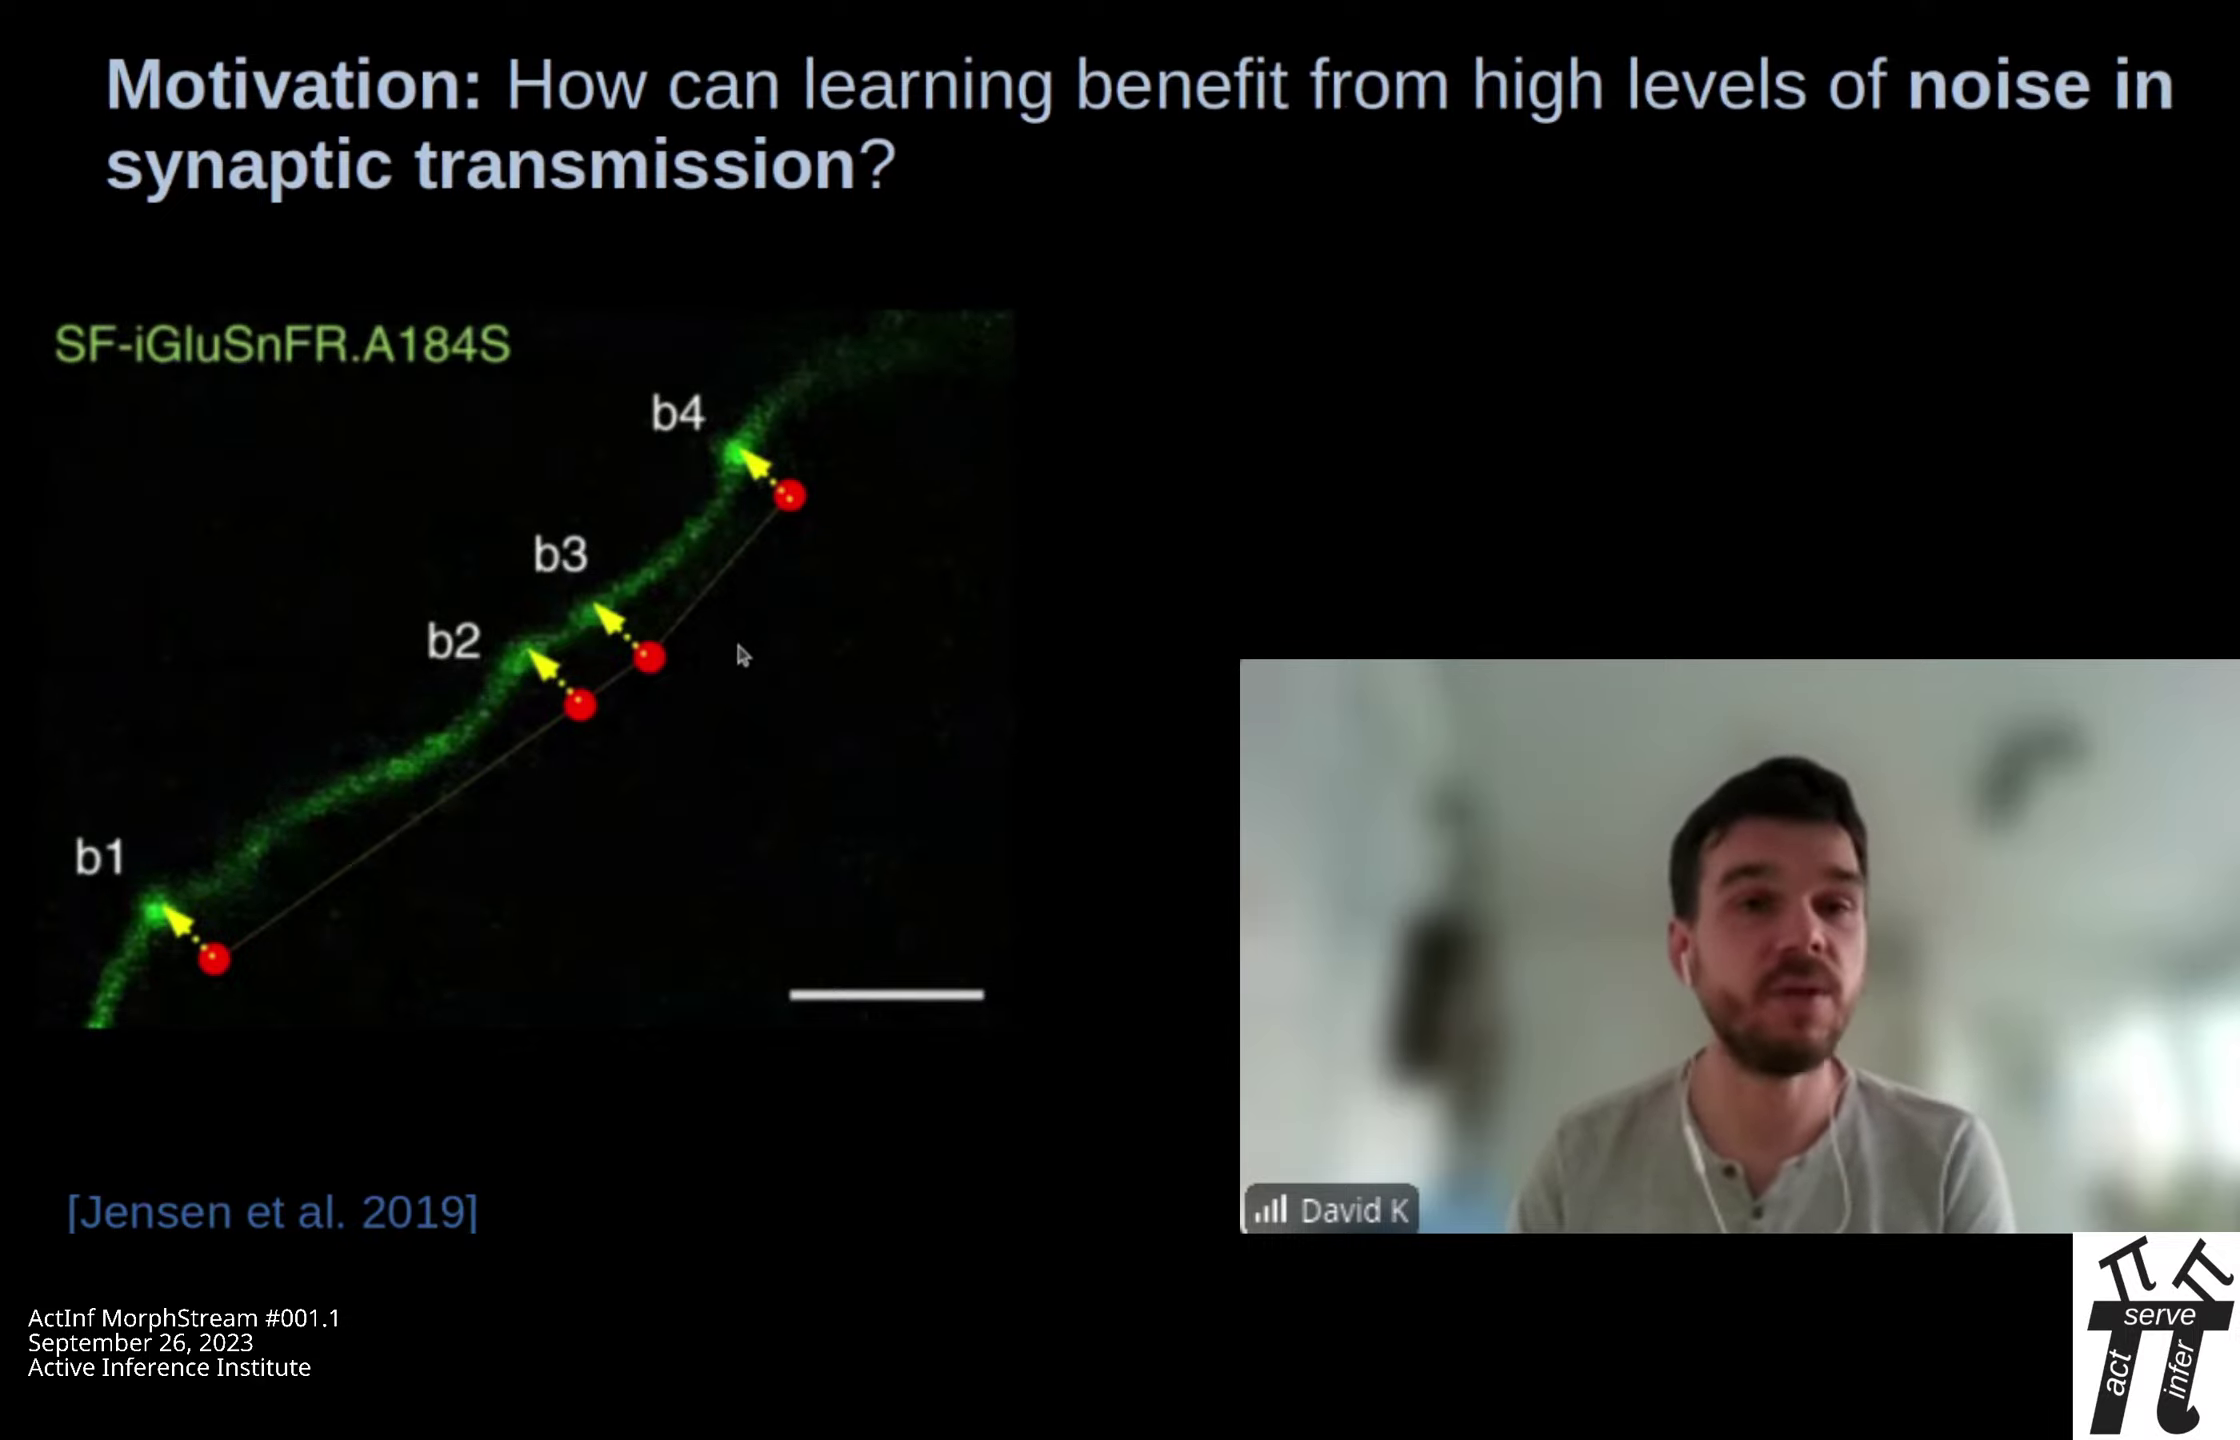 Motivation: How can learning benefit from high levels of noise in
synaptic transmission?
SF-iGluSnFR.A184S
b4
b3
b2
b1
[Jensen et al. 2019]
David K
ActInf MorphStream #001.1
September 26, 2023
Active Inference Institute
serve
act
infer